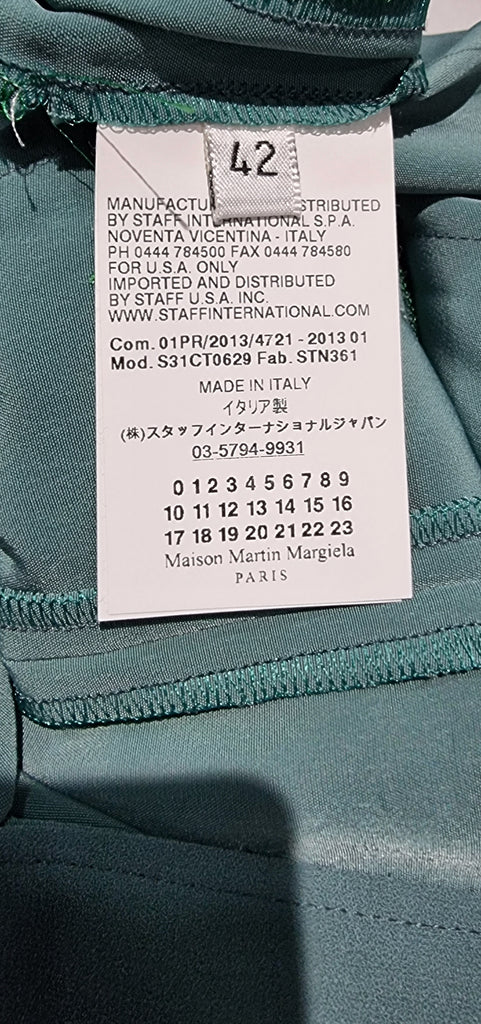 42
MANUFACTU STRIBUTED
BY STAFF INTERNATIONAL S.P.A.
NOVENTA VICENTINA - ITALY
PH 0444 784500 FAX 0444 784580
FOR U.S.A. ONLY
IMPORTED AND DISTRIBUTED
BY STAFF U.S.A. INC.
WWW.STAFFINTERNATIONAL.COM
Com. 01PR/2013/4721 - 2013 01
Mod. S31CT0629 Fab. STN361
MADE IN ITALY
イタリア製
(株)スタッフインターナショナルジャパン
03-5794-9931
0 1 2 3 4 5 6 7 8 9
10 11 12 13 14 15 16
17 18 19 20 21 22 23
Maison Martin Margiela
PARIS